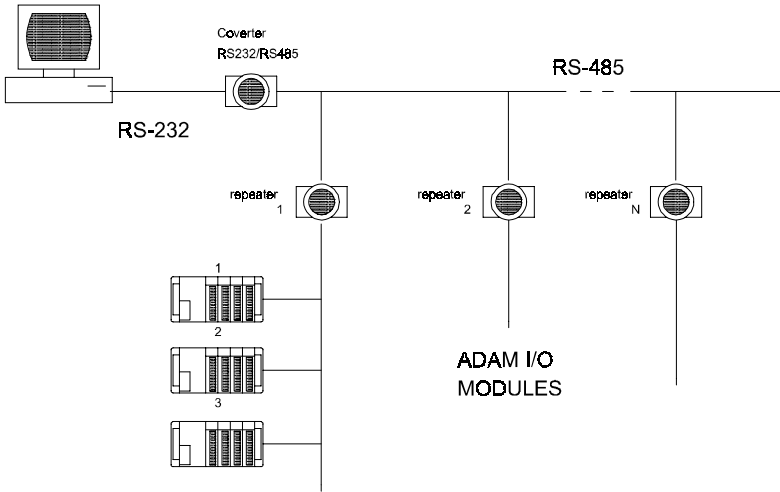 Coverter
RS232/RS485
RS-485
RS-232
repeater
1
repeater
2
repeater
N
1
2
3
ADAM I/O
MODULES